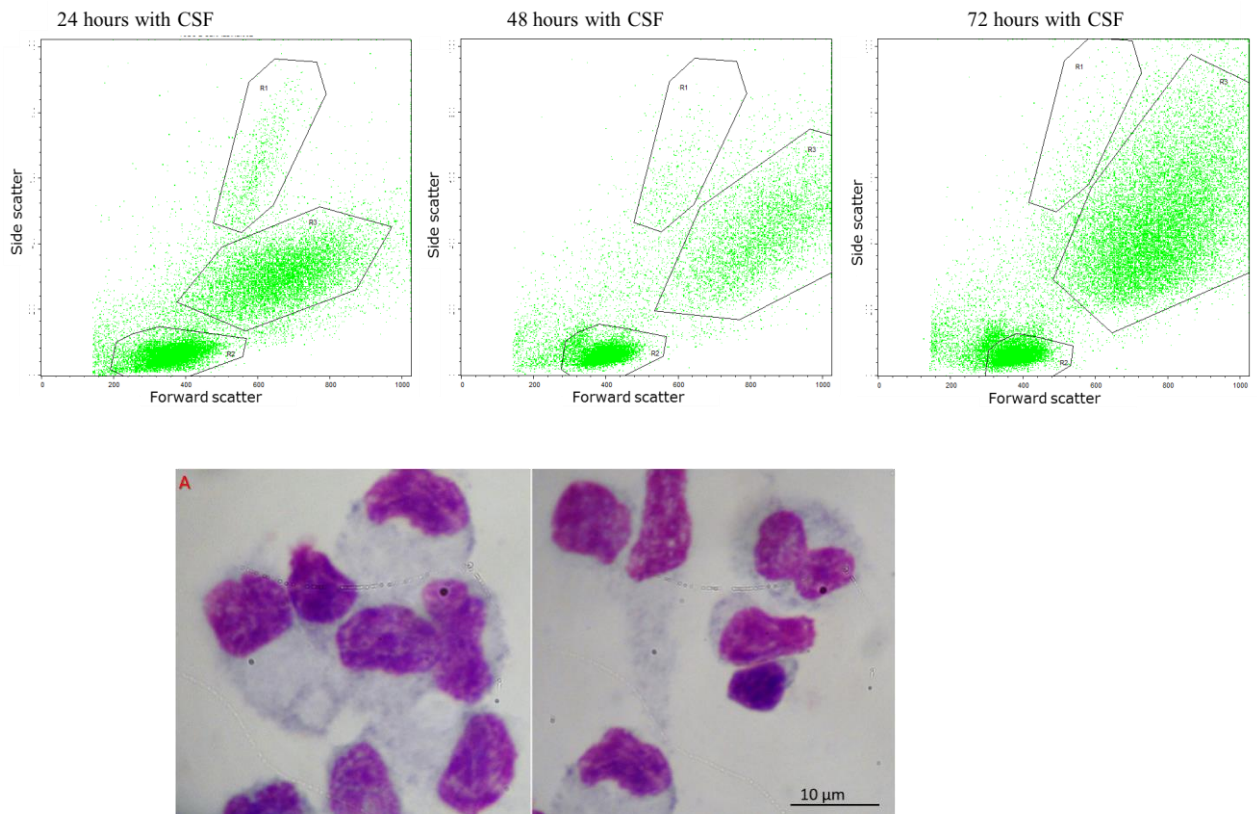 24 hours with CSF
48 hours with CSF
72 hours with CSF
Side scatter
R1
R3
R2
0 200 400 600 800 1000
Forward scatter
Side scatter
R1
R3
R2
0 200 400 600 800 1000
Forward scatter
Side scatter
R1
R3
R2
0 200 400 600 800 1000
Forward scatter
A
10 µm